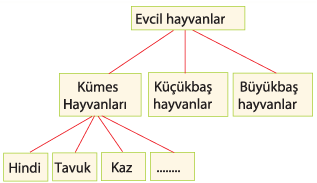 Evcil hayvanlar
Kümes
Hayvanları
Küçükbaş
hayvanlar
Büyükbaş
hayvanlar
Hindi
Tavuk
Kaz
........